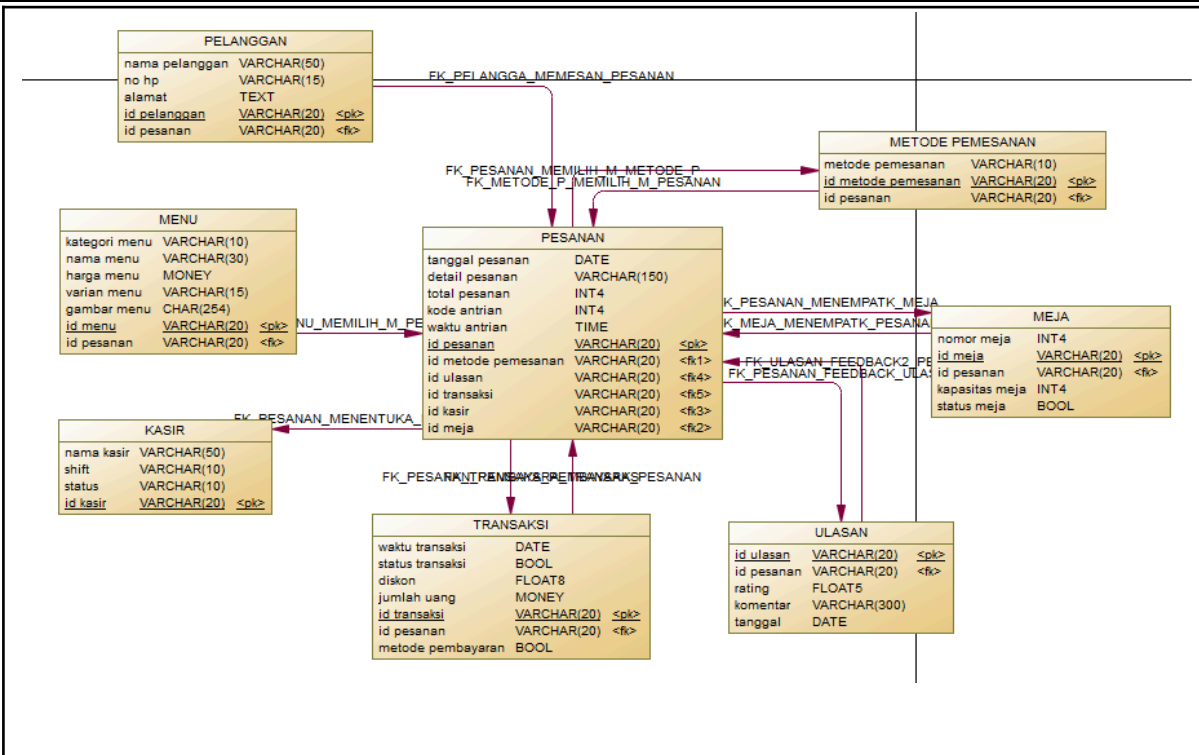 PELANGGAN
nama pelanggan VARCHAR(50)
no hp VARCHAR(15)
alamat TEXT
id pelanggan VARCHAR(20) <pk>
id pesanan VARCHAR(20) <fk>
FK_PELANGGA_MEMESAN_PESANAN
METODE PEMESANAN
metode pemesanan VARCHAR(10)
id metode pemesanan VARCHAR(20) <pk>
id pesanan VARCHAR(20) <fk>
FK_PESANAN_MEMILIH_M_METODE_P
FK_METODE_P_MEMILIH_M_PESANAN
MENU
kategori menu VARCHAR(10)
nama menu VARCHAR(30)
harga menu MONEY
varian menu VARCHAR(15)
gambar menu CHAR(254)
id menu VARCHAR(20) <pk>
id pesanan VARCHAR(20) <fk>
NU_MEMILIH_M_PE
PESANAN
tanggal pesanan DATE
detail pesanan VARCHAR(150)
total pesanan INT4
kode antrian INT4
waktu antrian TIME
id pesanan VARCHAR(20) <pk>
id metode pemesanan VARCHAR(20) <fk1>
id ulasan VARCHAR(20) <fk4>
id transaksi VARCHAR(20) <fk5>
id kasir VARCHAR(20) <fk3>
id meja VARCHAR(20) <fk2>
K_PESANAN_MENEMPATK_MEJA
K_MEJA_MENEMPATK_PESANA
FK_ULASAN_FEEDBACK2_PE
FK_PESANAN_FEEDBACK_ULAS
MEJA
nomor meja INT4
id meja VARCHAR(20) <pk>
id pesanan VARCHAR(20) <fk>
kapasitas meja INT4
status meja BOOL
FK_PESANAN_MENENTUKA_
KASIR
nama kasir VARCHAR(50)
shift VARCHAR(10)
status VARCHAR(10)
id kasir VARCHAR(20) <pk>
TRANSAKSI
waktu transaksi DATE
status transaksi BOOL
diskon FLOAT8
jumlah uang MONEY
id transaksi VARCHAR(20) <pk>
id pesanan VARCHAR(20) <fk>
metode pembayaran BOOL
ULASAN
id ulasan VARCHAR(20) <pk>
id pesanan VARCHAR(20) <fk>
rating FLOAT5
komentar VARCHAR(300)
tanggal DATE